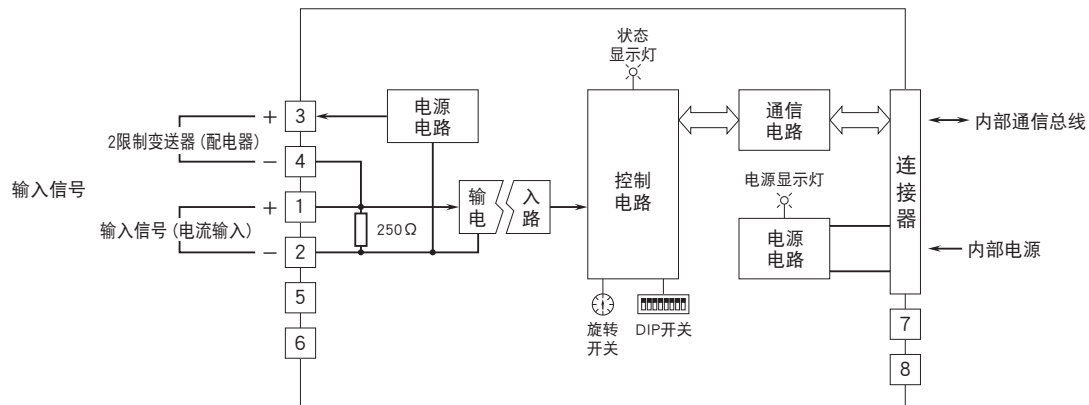 状态
显示灯
+
3
电源
电路
2限制变送器 (配电器)
−
4
输入信号
+
1
输入信号 (电流输入)
250Ω
−
2
输 入
电 路
5
6
控制
电路
旋转
开关
DIP开关
通信
电路
电源显示灯
电源
电路
连
接
器
内部通信总线
内部电源
7
8